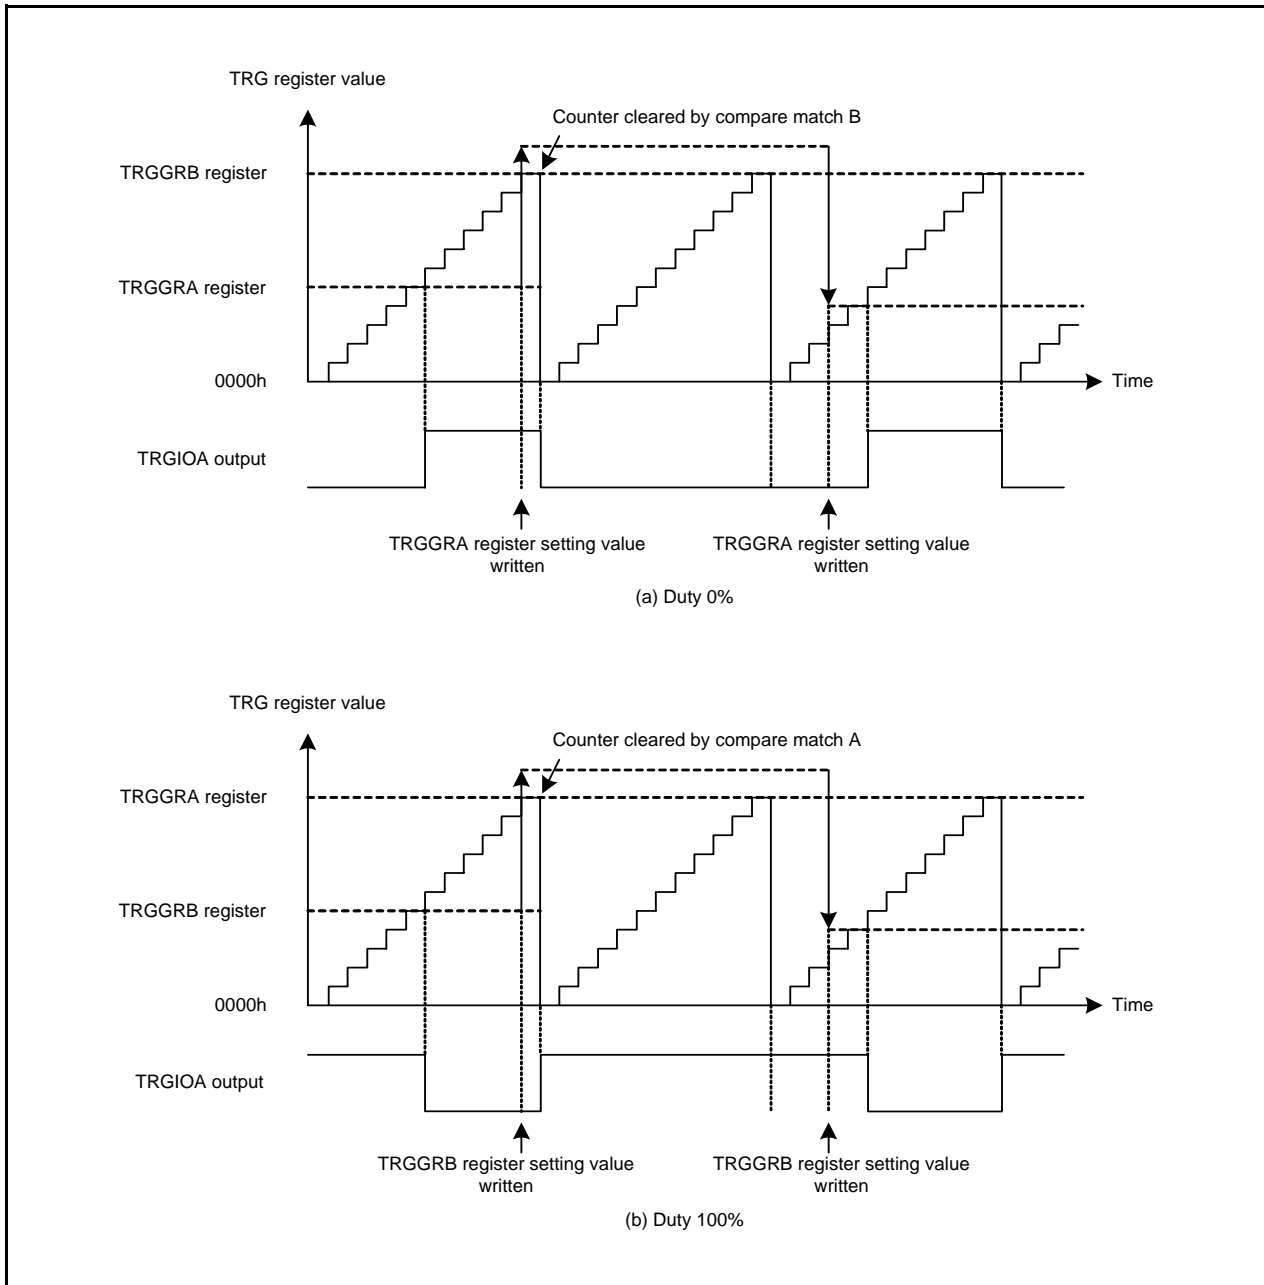 TRG register value
Counter cleared by compare match B
TRGGRB register
TRGGRA register
0000h
Time
TRGIOA output
TRGGRA register setting value
written
TRGGRA register setting value
written
(a) Duty 0%
TRG register value
Counter cleared by compare match A
TRGGRA register
TRGGRB register
0000h
Time
TRGIOA output
TRGGRB register setting value
written
TRGGRB register setting value
written
(b) Duty 100%